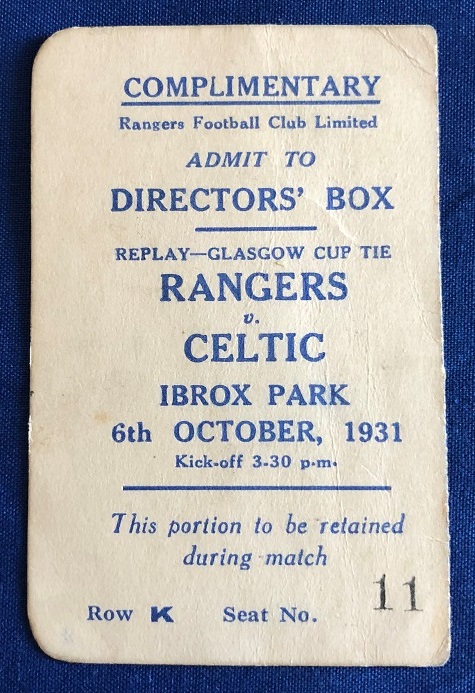 COMPLIMENTARY
Rangers Football Club Limited
ADMIT TO
DIRECTORS' BOX
REPLAY—GLASGOW CUP TIE
RANGERS
v.
CELTIC
IBROX PARK
6th OCTOBER, 1931
Kick-off 3-30 p.m.
This portion to be retained
during match
Row K Seat No. 11